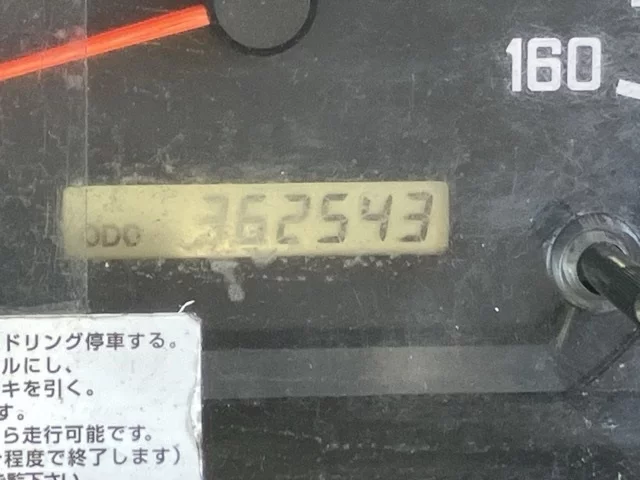 160
ODO 362543
ドリング停車する。
ルにし、
キを引く。
す。
ら走行可能です。
程度で終了します)